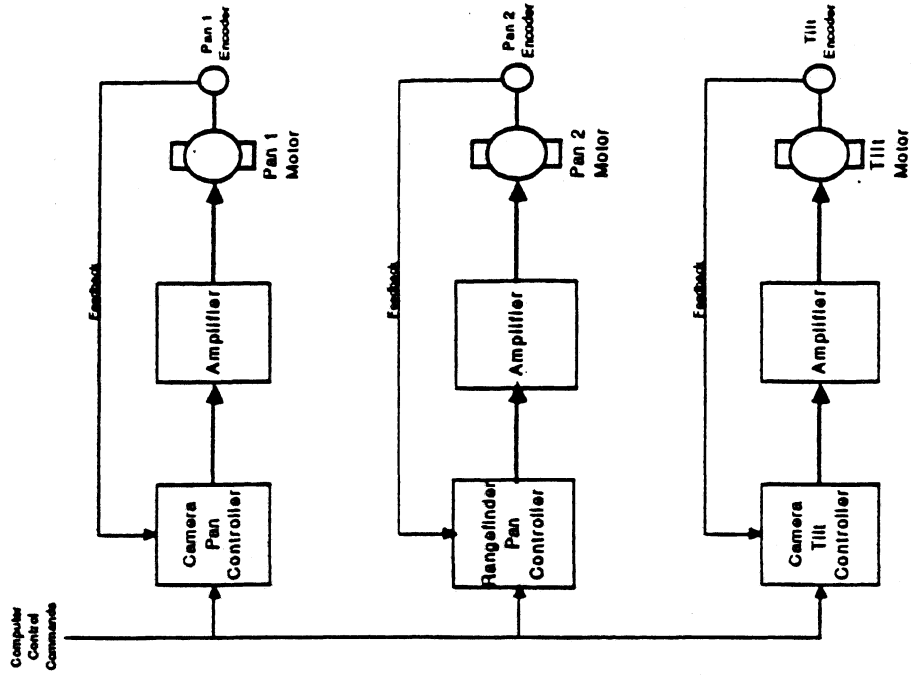 Computer
Control
Commands
Camera
Pan
Controller
Amplifier
Pan 1
Motor
Pan 1
Encoder
Feedback
Rangefinder
Pan
Controller
Amplifier
Pan 2
Motor
Pan 2
Encoder
Feedback
Camera
Tilt
Controller
Amplifier
Tilt
Motor
Tilt
Encoder
Feedback